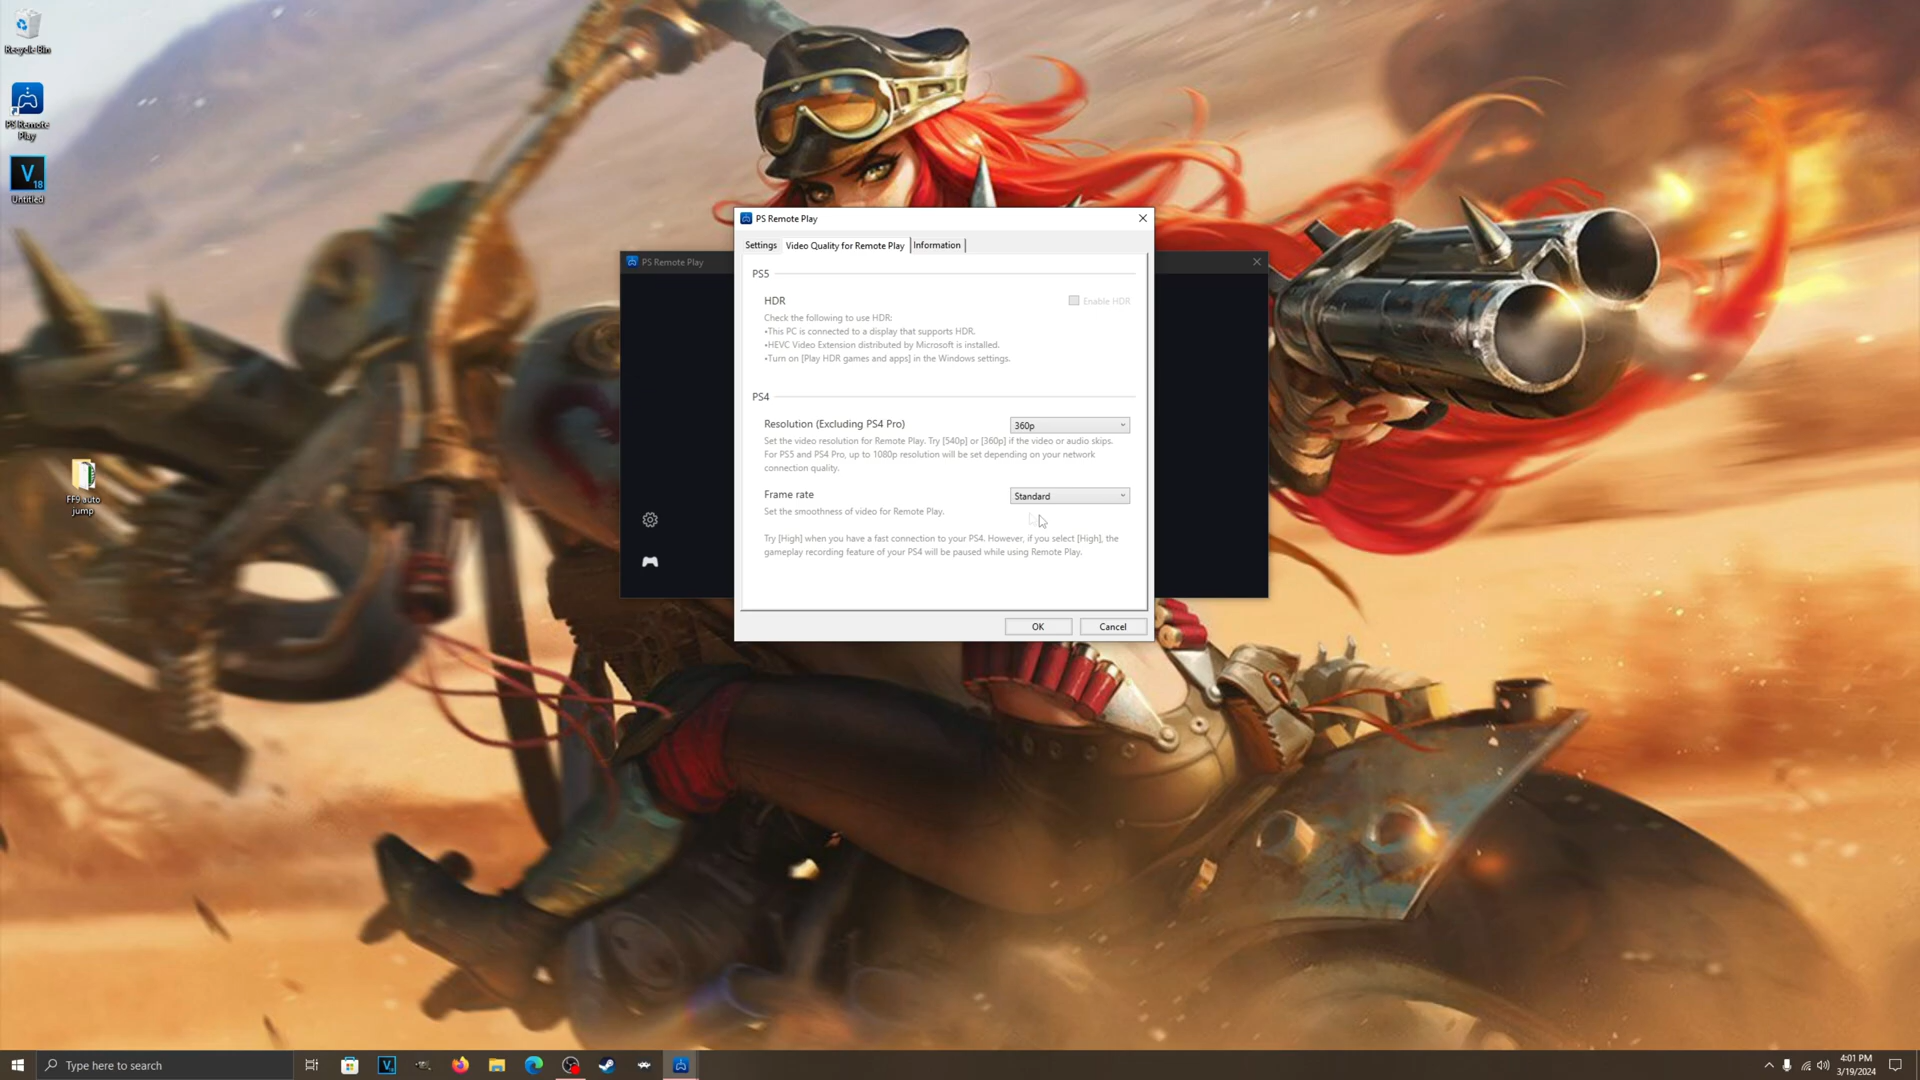 Recycle Bin
PS Remote
Play
V
18
Untitled
FF9 auto
jump
PS Remote Play
PS Remote Play
Settings
Video Quality for Remote Play
Information
PS5
HDR
Enable HDR
Check the following to use HDR:
•This PC is connected to a display that supports HDR.
•HEVC Video Extension distributed by Microsoft is installed.
•Turn on [Play HDR games and apps] in the Windows settings.
PS4
Resolution (Excluding PS4 Pro)
360p
Set the video resolution for Remote Play. Try [540p] or [360p] if the video or audio skips.
For PS5 and PS4 Pro, up to 1080p resolution will be set depending on your network
connection quality.
Frame rate
Standard
Set the smoothness of video for Remote Play.
Try [High] when you have a fast connection to your PS4. However, if you select [High], the
gameplay recording feature of your PS4 will be paused while using Remote Play.
OK
Cancel
Type here to search
4:01 PM
3/19/2024